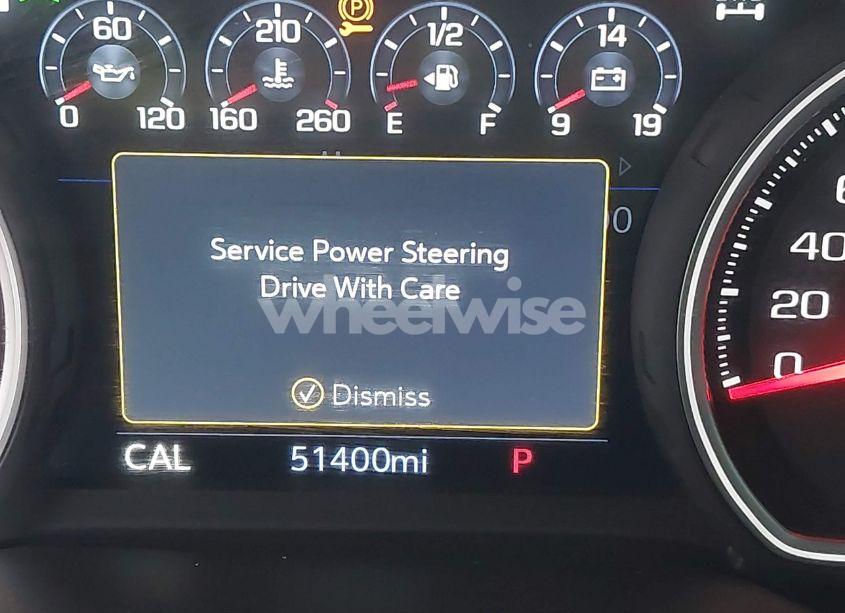 60 210 1/2 14
0 120 160 260 E F 9 19
Service Power Steering
Drive With Care
wheelwise
Dismiss
40
20
0
CAL 51400mi P